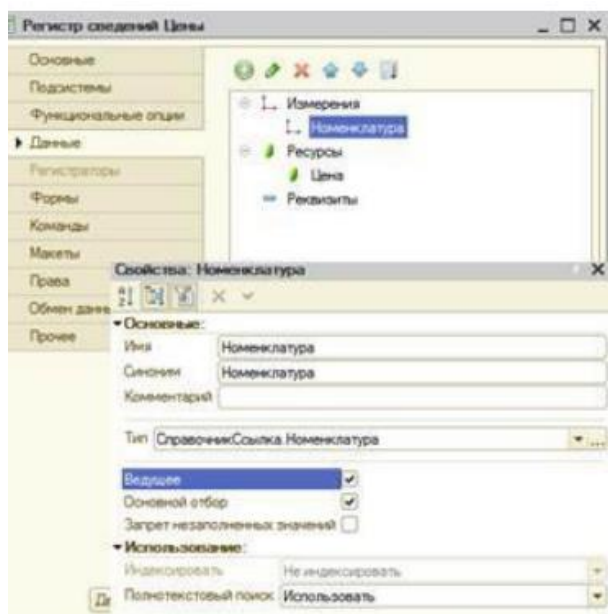 Регистр сведений Цены
Основные
Подсистемы
Функциональные опции
Данные
Регистраторы
Формы
Команды
Макеты
Права
Обмен данны
Прочее
Измерения
Номенклатура
Ресурсы
Цена
Реквизиты
Свойства: Номенклатура
Основные:
Имя Номенклатура
Синоним Номенклатура
Комментарий
Тип СправочникСсылка.Номенклатура
Ведущее
Основной отбор
Запрет незаполненных значений
Использование:
Индексировать Не индексировать
Полнотекстовый поиск Использовать